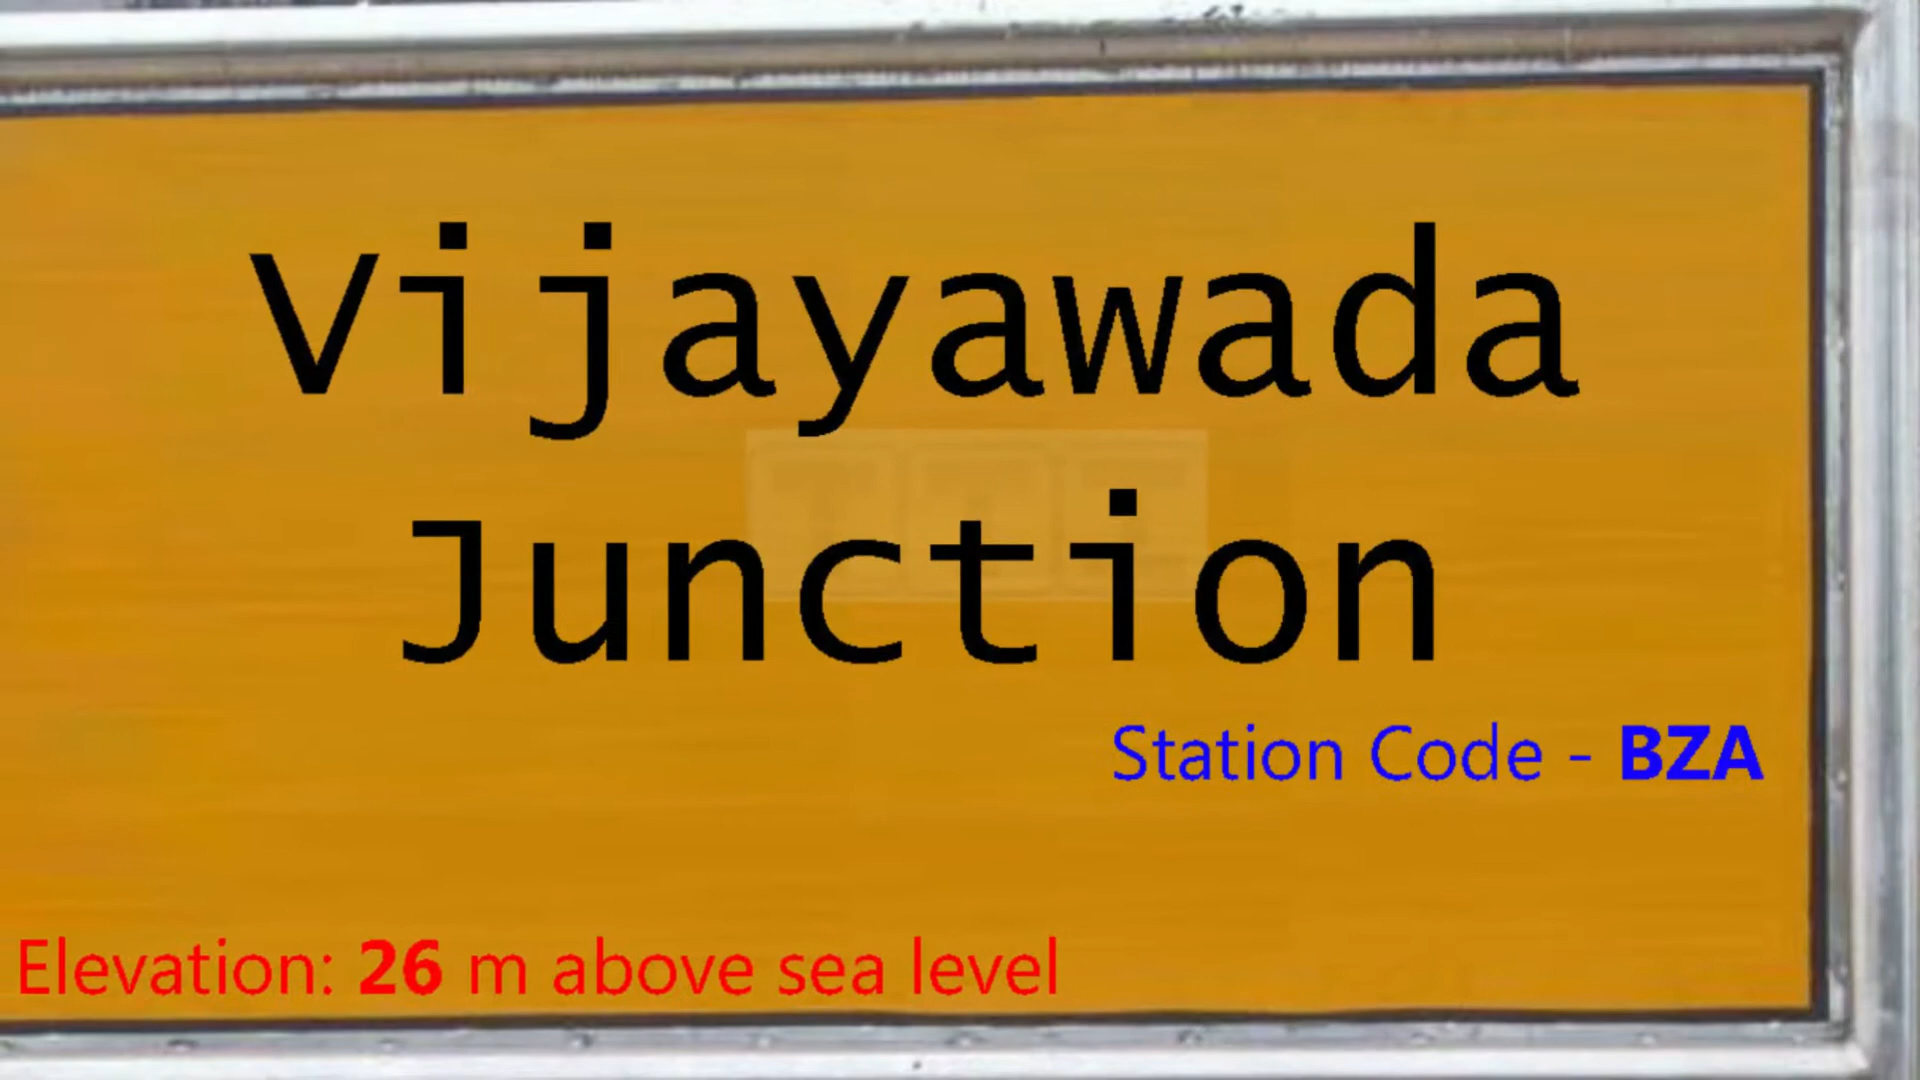 Vijayawada
Junction
Station Code - BZA
Elevation: 26 m above sea level